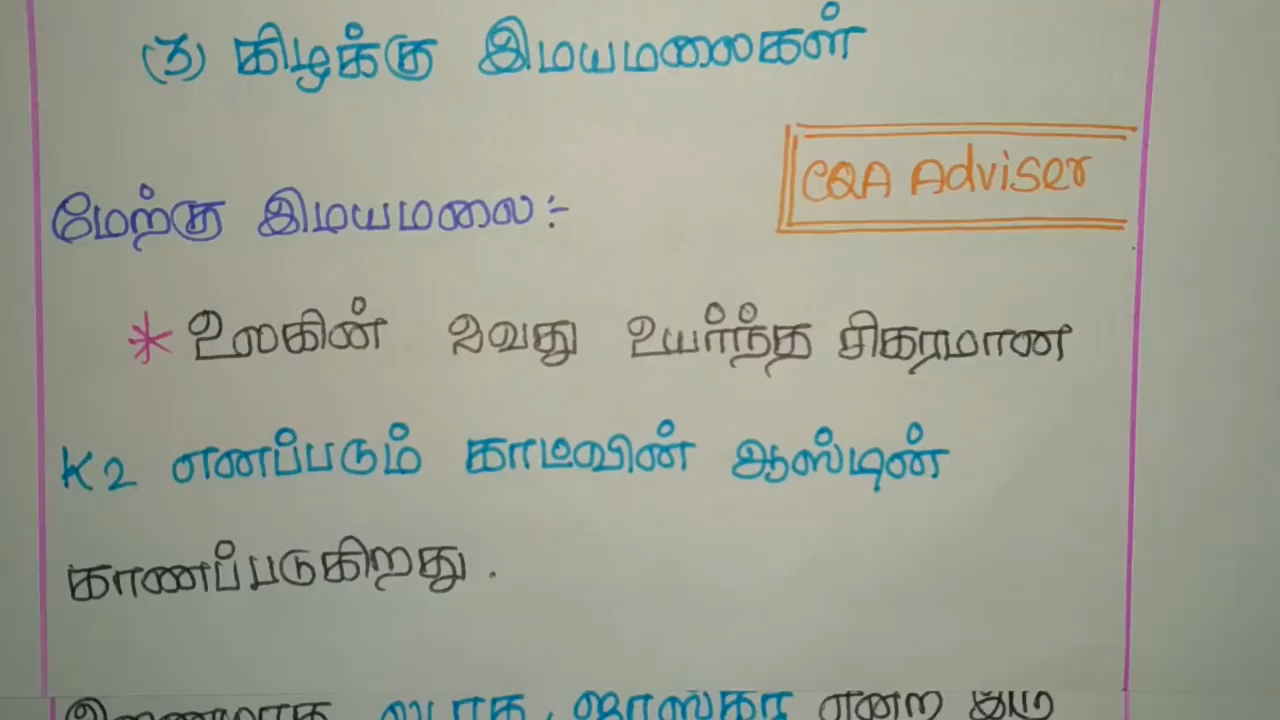 (3) கிழக்கு இமயமலைகள்
CQA Adviser
மேற்கு இமயமலை:-
* உலகின் 2வது உயர்ந்த சிகரமான
K2 எனப்படும் காட்வின் ஆஸ்டின்
காணப்படுகிறது.